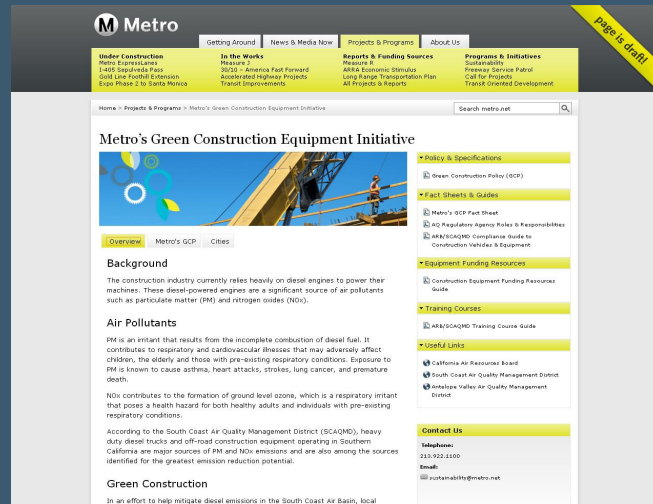 page is draft!
M Metro
Getting Around
News & Media Now
Projects & Programs
About Us
Under Construction
Metro ExpressLanes
I-405 Sepulveda Pass
Gold Line Foothill Extension
Expo Phase 2 to Santa Monica
In the Works
Measure J
30/10 - America Fast Forward
Accelerated Highway Projects
Transit Improvements
Reports & Funding Sources
Measure R
ARRA Economic Stimulus
Long Range Transportation Plan
All Projects & Reports
Programs & Initiatives
Sustainability
Freeway Service Patrol
Call for Projects
Transit Oriented Development
Home > Projects & Programs > Metro's Green Construction Equipment Initiative
Search metro.net
Metro's Green Construction Equipment Initiative
Overview
Metro's GCP
Cities
Background
The construction industry currently relies heavily on diesel engines to power their
machines. These diesel-powered engines are a significant source of air pollutants
such as particulate matter (PM) and nitrogen oxides (NOx).
Air Pollutants
PM is an irritant that results from the incomplete combustion of diesel fuel. It
contributes to respiratory and cardiovascular illnesses that may adversely affect
children, the elderly and those with pre-existing respiratory conditions. Exposure to
PM is known to cause asthma, heart attacks, strokes, lung cancer, and premature
death.
NOx contributes to the formation of ground level ozone, which is a respiratory irritant
that poses a health hazard for both healthy adults and individuals with pre-existing
respiratory conditions.
According to the South Coast Air Quality Management District (SCAQMD), heavy
duty diesel trucks and off-road construction equipment operating in Southern
California are major sources of PM and NOx emissions and are also among the sources
identified for the greatest emission reduction potential.
Green Construction
In an effort to help mitigate diesel emissions in the South Coast Air Basin, local
Policy & Specifications
Green Construction Policy (GCP)
Fact Sheets & Guides
Metro's GCP Fact Sheet
AQ Regulatory Agency Roles & Responsibilities
ARB/SCAQMD Compliance Guide to
Construction Vehicles & Equipment
Equipment Funding Resources
Construction Equipment Funding Resources
Guide
Training Courses
ARB/SCAQMD Training Course Guide
Useful Links
California Air Resources Board
South Coast Air Quality Management District
Antelope Valley Air Quality Management
District
Contact Us
Telephone:
213.922.1100
Email:
sustainability@metro.net